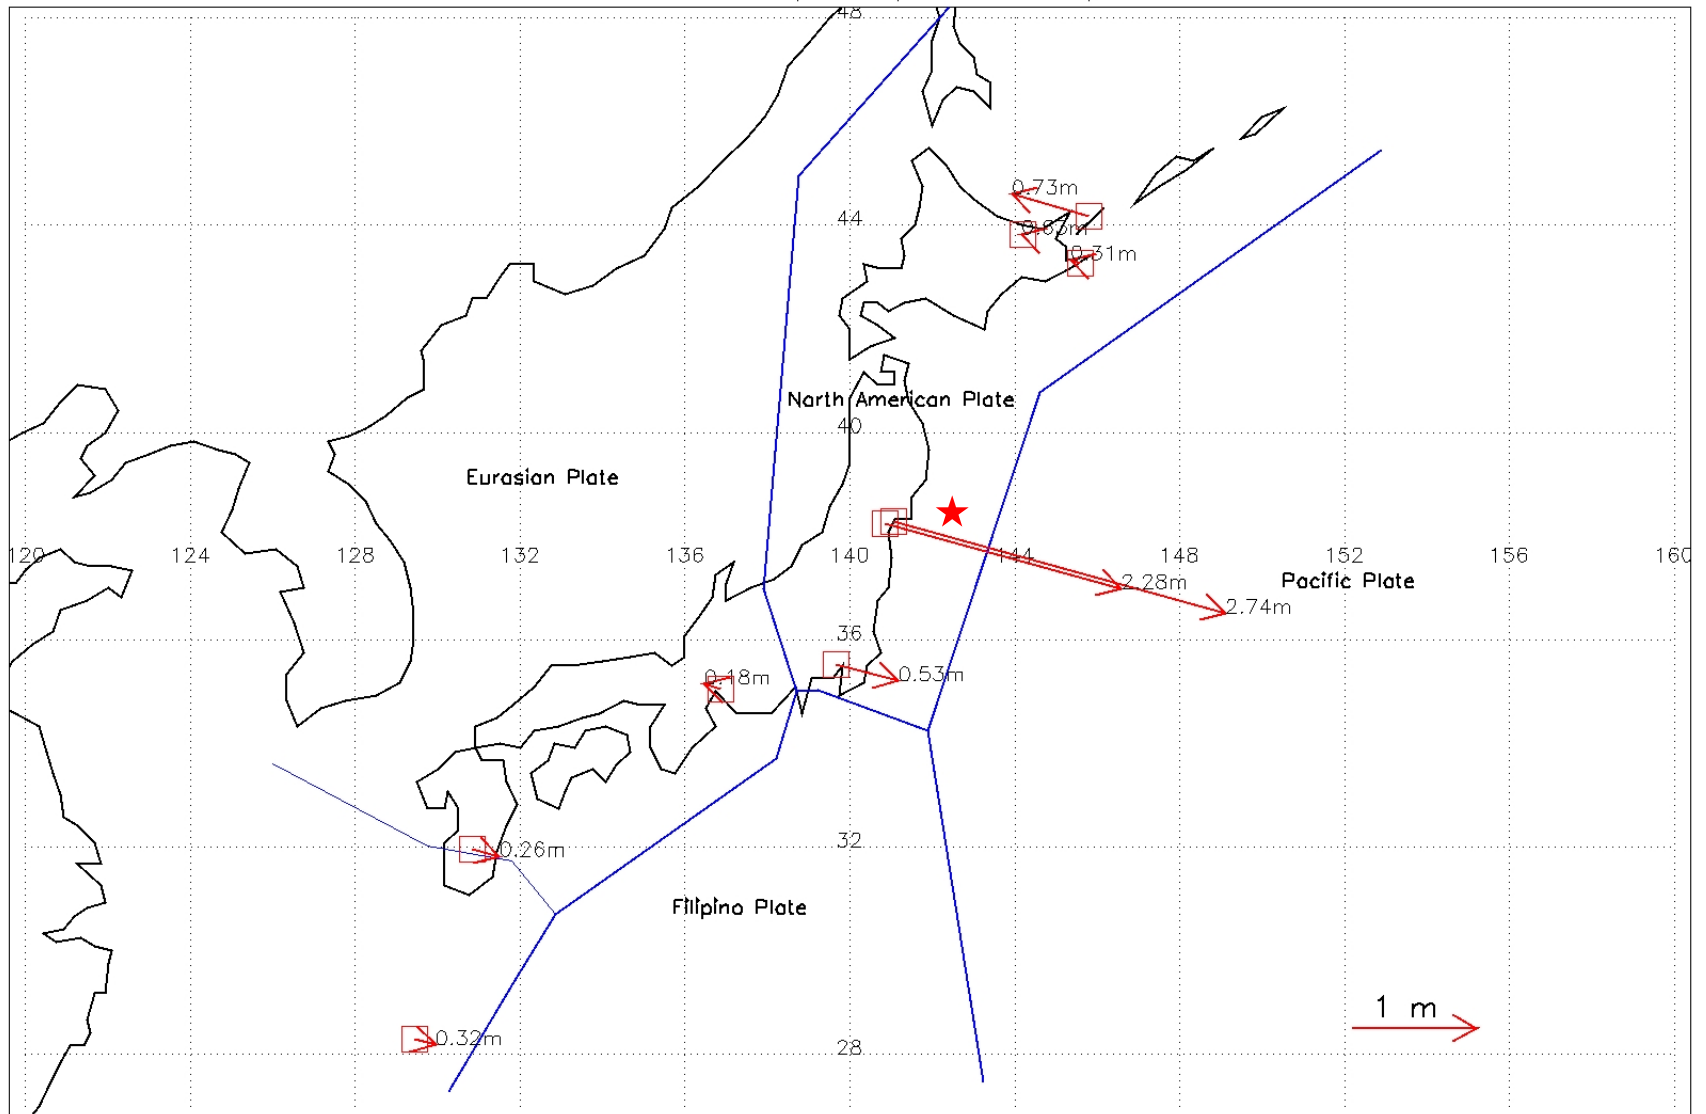 48
0.73m
44
0.31m
North American Plate
40
Eurasian Plate
120 124 128 132 136 140 144 148 152 156 160
2.28m
Pacific Plate
2.74m
36
0.18m
0.53m
32
0.26m
Filipino Plate
1 m
0.32m
28